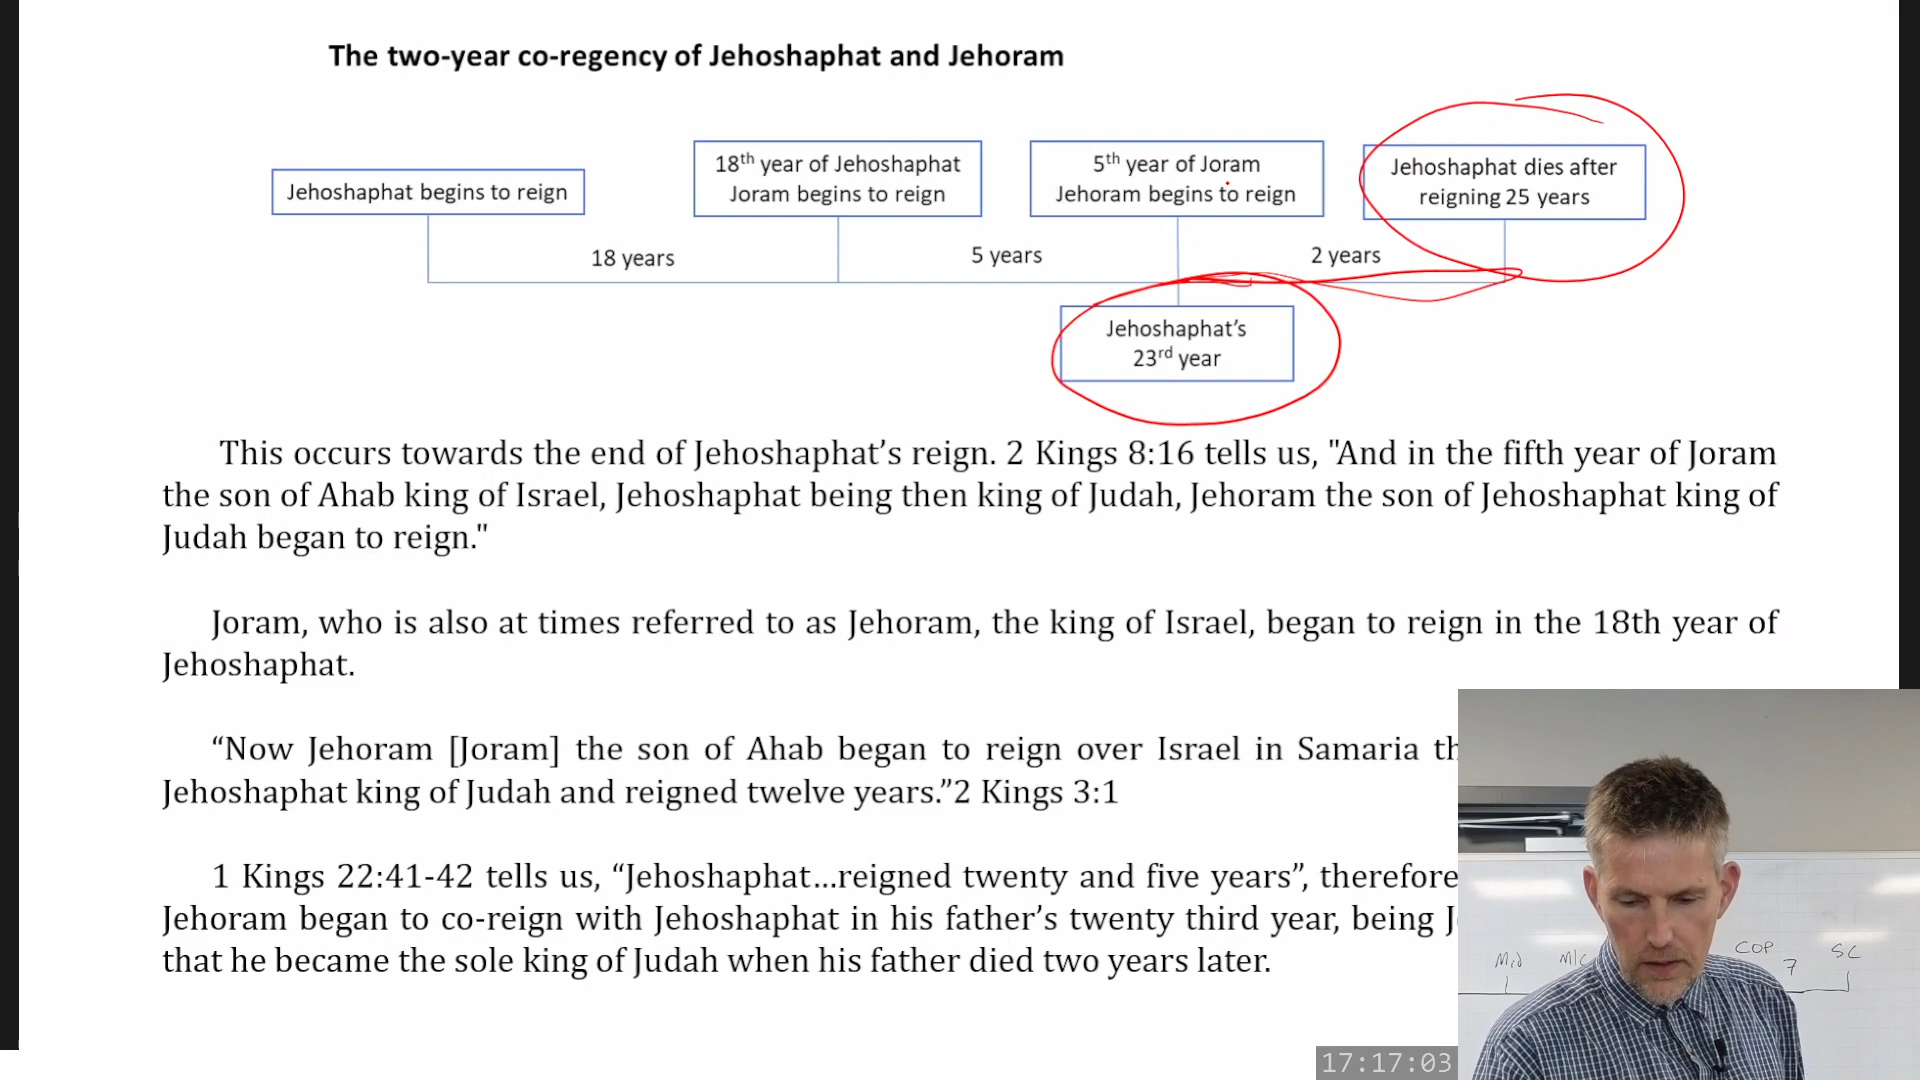 The two-year co-regency of Jehoshaphat and Jehoram
Jehoshaphat begins to reign
18th year of Jehoshaphat
Joram begins to reign
5th year of Joram
Jehoram begins to reign
Jehoshaphat dies after
reigning 25 years
18 years
5 years
2 years
Jehoshaphat’s
23rd year
This occurs towards the end of Jehoshaphat’s reign. 2 Kings 8:16 tells us, "And in the fifth year of Joram
the son of Ahab king of Israel, Jehoshaphat being then king of Judah, Jehoram the son of Jehoshaphat king of
Judah began to reign."
Joram, who is also at times referred to as Jehoram, the king of Israel, began to reign in the 18th year of
Jehoshaphat.
“Now Jehoram [Joram] the son of Ahab began to reign over Israel in Samaria
Jehoshaphat king of Judah and reigned twelve years.”2 Kings 3:1
1 Kings 22:41-42 tells us, “Jehoshaphat…reigned twenty and five years”, therefore
Jehoram began to co-reign with Jehoshaphat in his father’s twenty third year, being
that he became the sole king of Judah when his father died two years later.
COP
7
SC
17:17:03